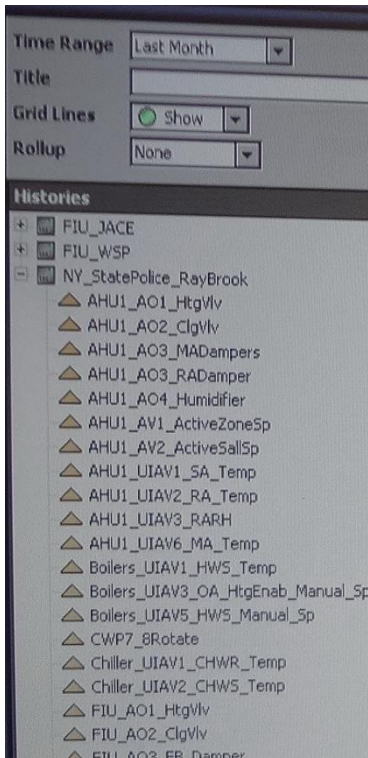 Time Range Last Month
Title
Grid Lines Show
Rollup None
Histories
FIU_JACE
FIU_WSP
NY_StatePolice_RayBrook
AHU1_AO1_HtgVlv
AHU1_AO2_ClgVlv
AHU1_AO3_MADampers
AHU1_AO3_RADamper
AHU1_AO4_Humidifier
AHU1_AV1_ActiveZoneSp
AHU1_AV2_ActiveSallSp
AHU1_UIAV1_SA_Temp
AHU1_UIAV2_RA_Temp
AHU1_UIAV3_RARH
AHU1_UIAV6_MA_Temp
Boilers_UIAV1_HWS_Temp
Boilers_UIAV3_OA_HtgEnab_Manual_Sp
Boilers_UIAV5_HWS_Manual_Sp
CWP7_8Rotate
Chiller_UIAV1_CHWR_Temp
Chiller_UIAV2_CHWS_Temp
FIU_AO1_HtgVlv
FIU_AO2_ClgVlv
FIU_AO3_FB_Damper